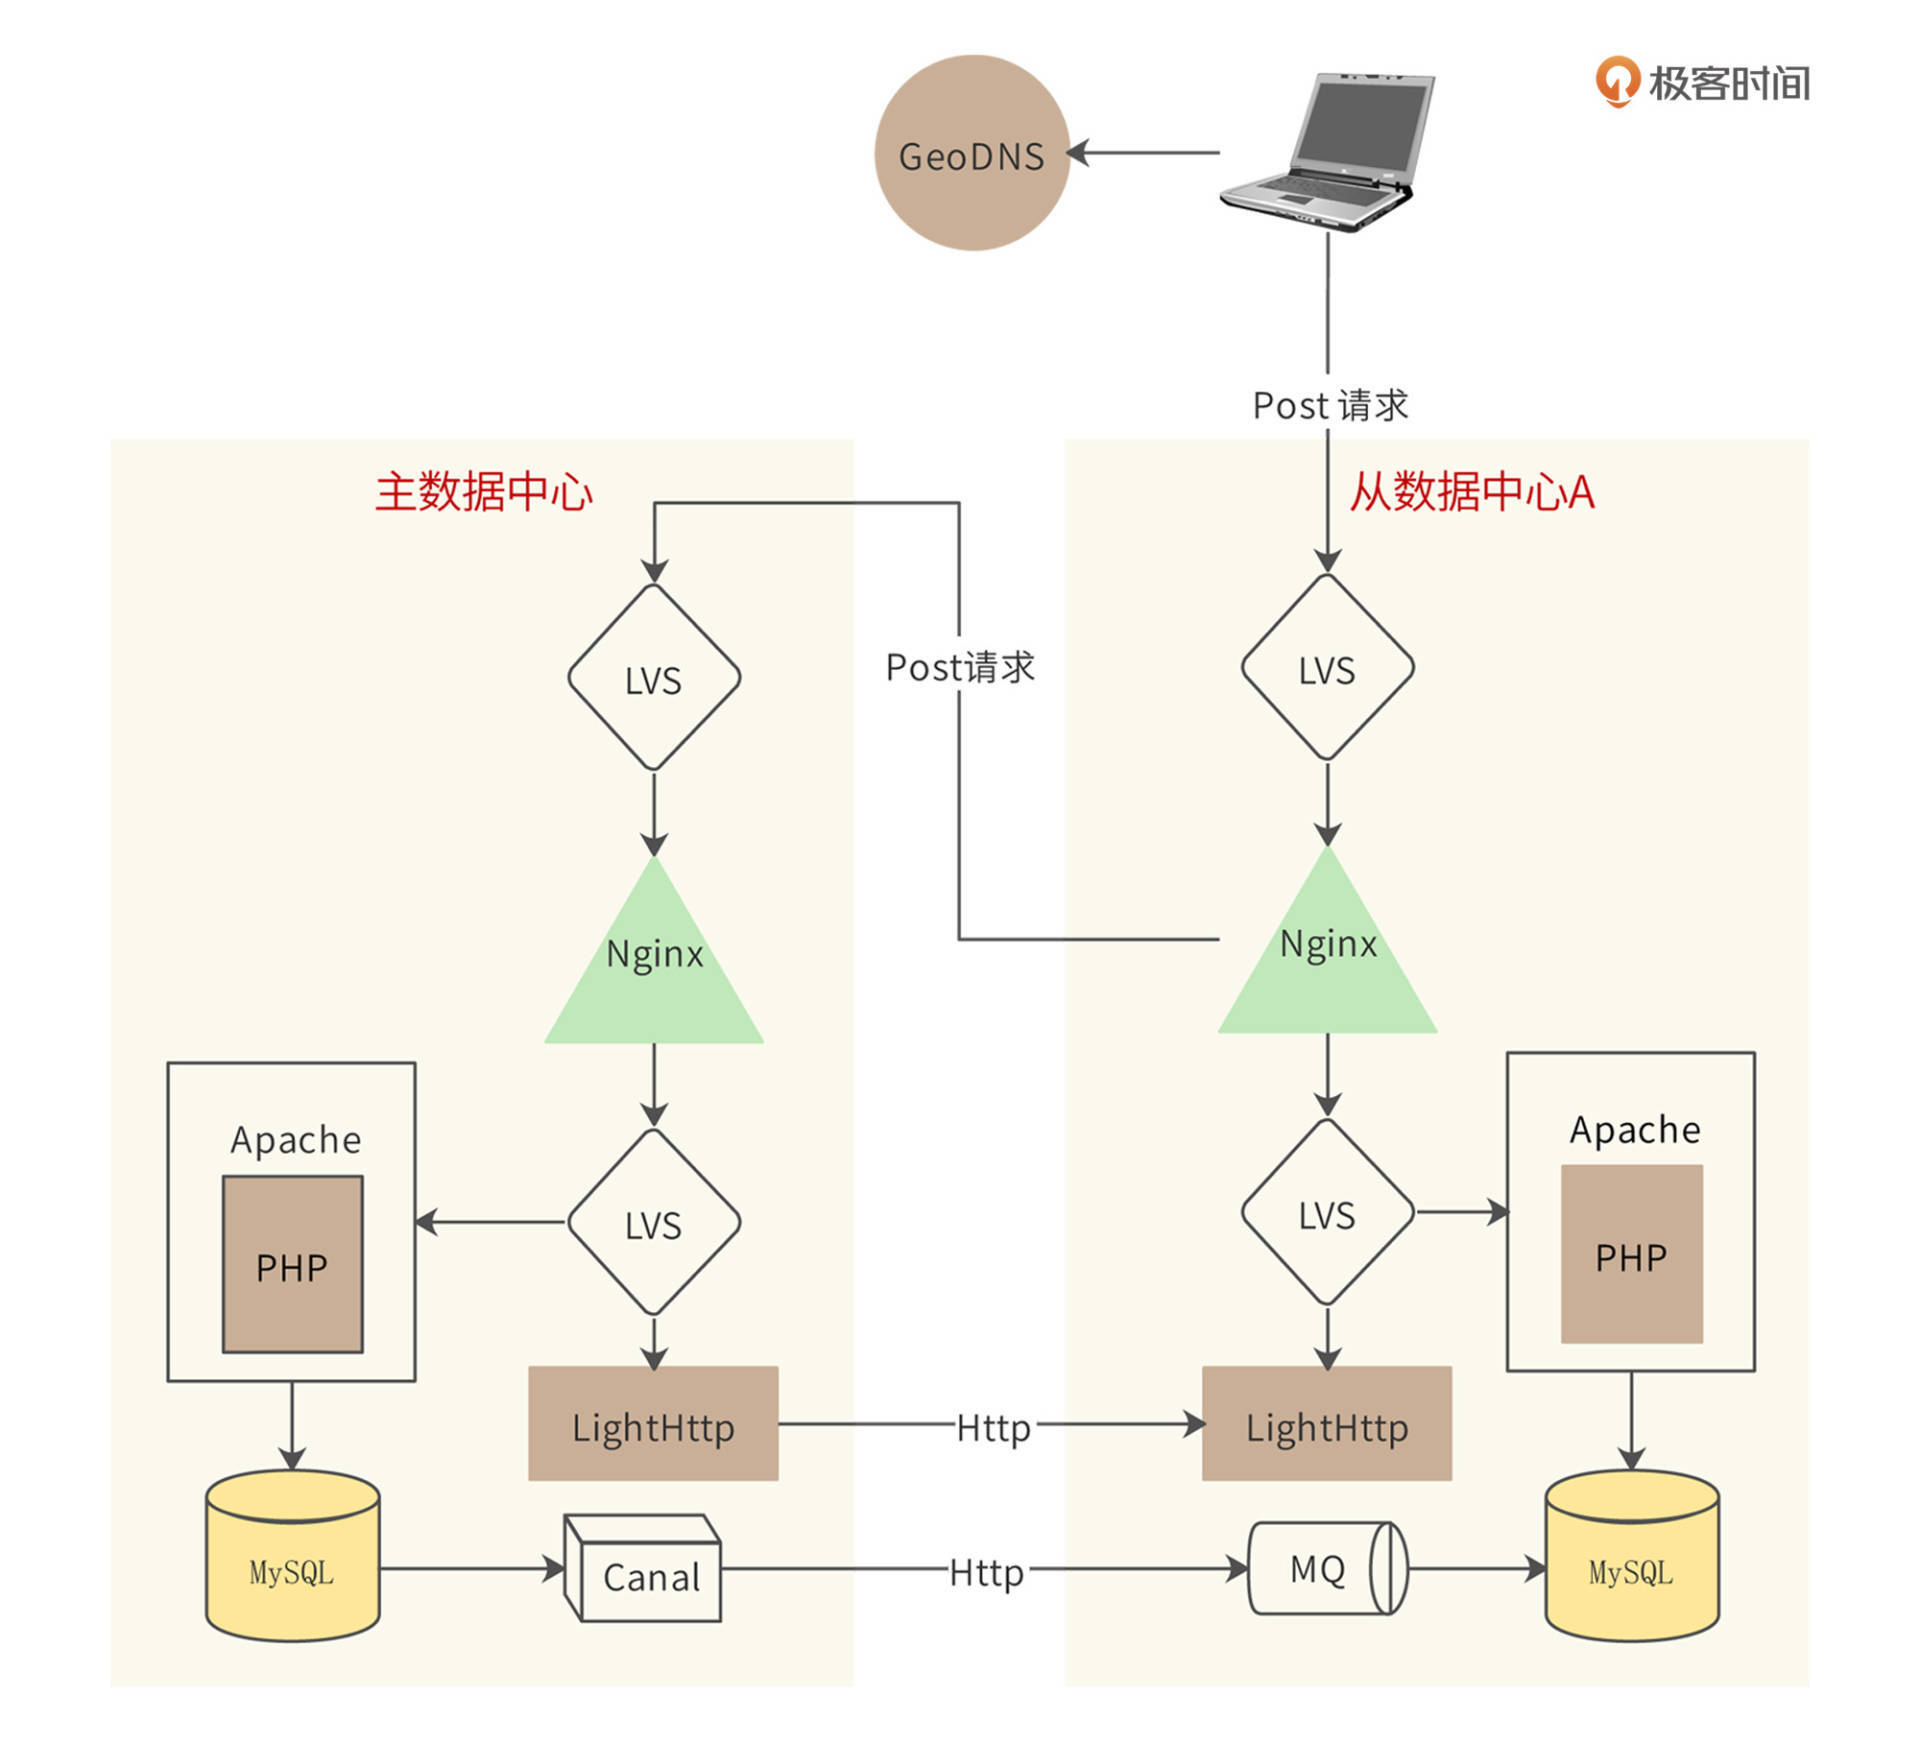 极客时间
GeoDNS
Post 请求
主数据中心
从数据中心A
LVS
Post请求
LVS
Nginx
Nginx
Apache
PHP
LVS
LVS
Apache
PHP
LightHttp
Http
LightHttp
MySQL
Canal
Http
MQ
MySQL